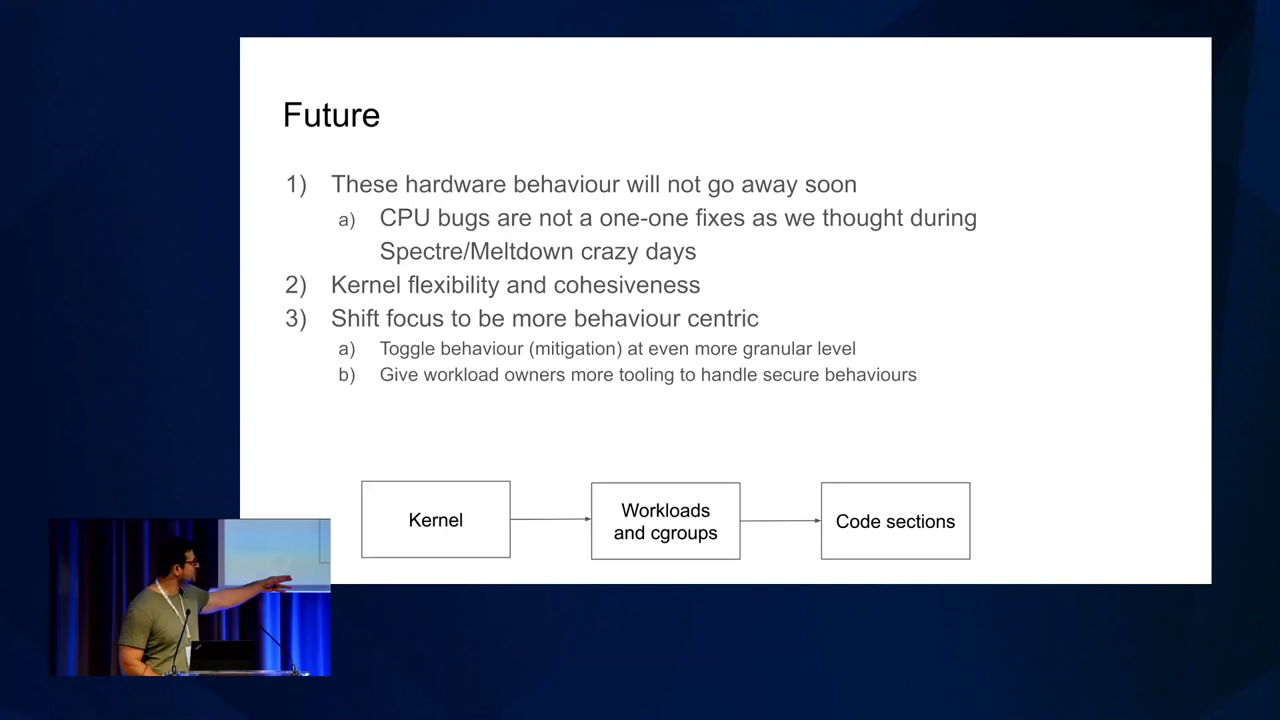 Future
1) These hardware behaviour will not go away soon
a) CPU bugs are not a one-one fixes as we thought during
Spectre/Meltdown crazy days
2) Kernel flexibility and cohesiveness
3) Shift focus to be more behaviour centric
a) Toggle behaviour (mitigation) at even more granular level
b) Give workload owners more tooling to handle secure behaviours
Kernel
Workloads
and cgroups
Code sections